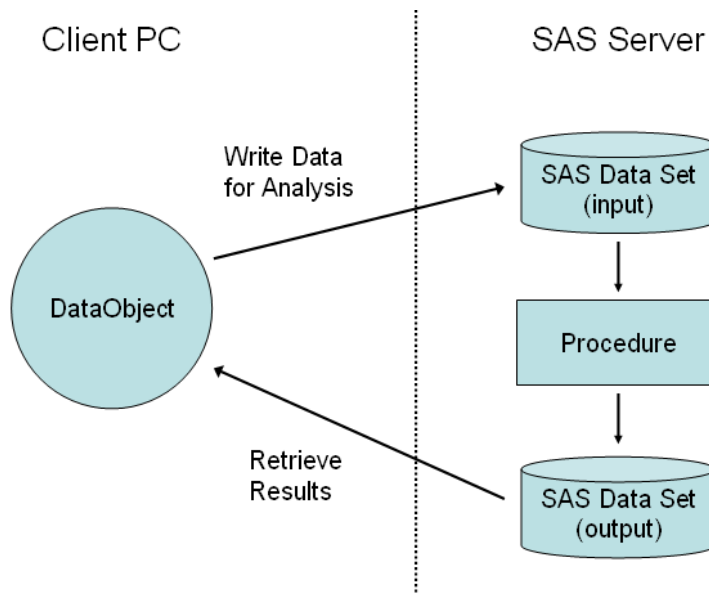 Client PC
SAS Server
Write Data
for Analysis
SAS Data Set
(input)
DataObject
Procedure
Retrieve
Results
SAS Data Set
(output)